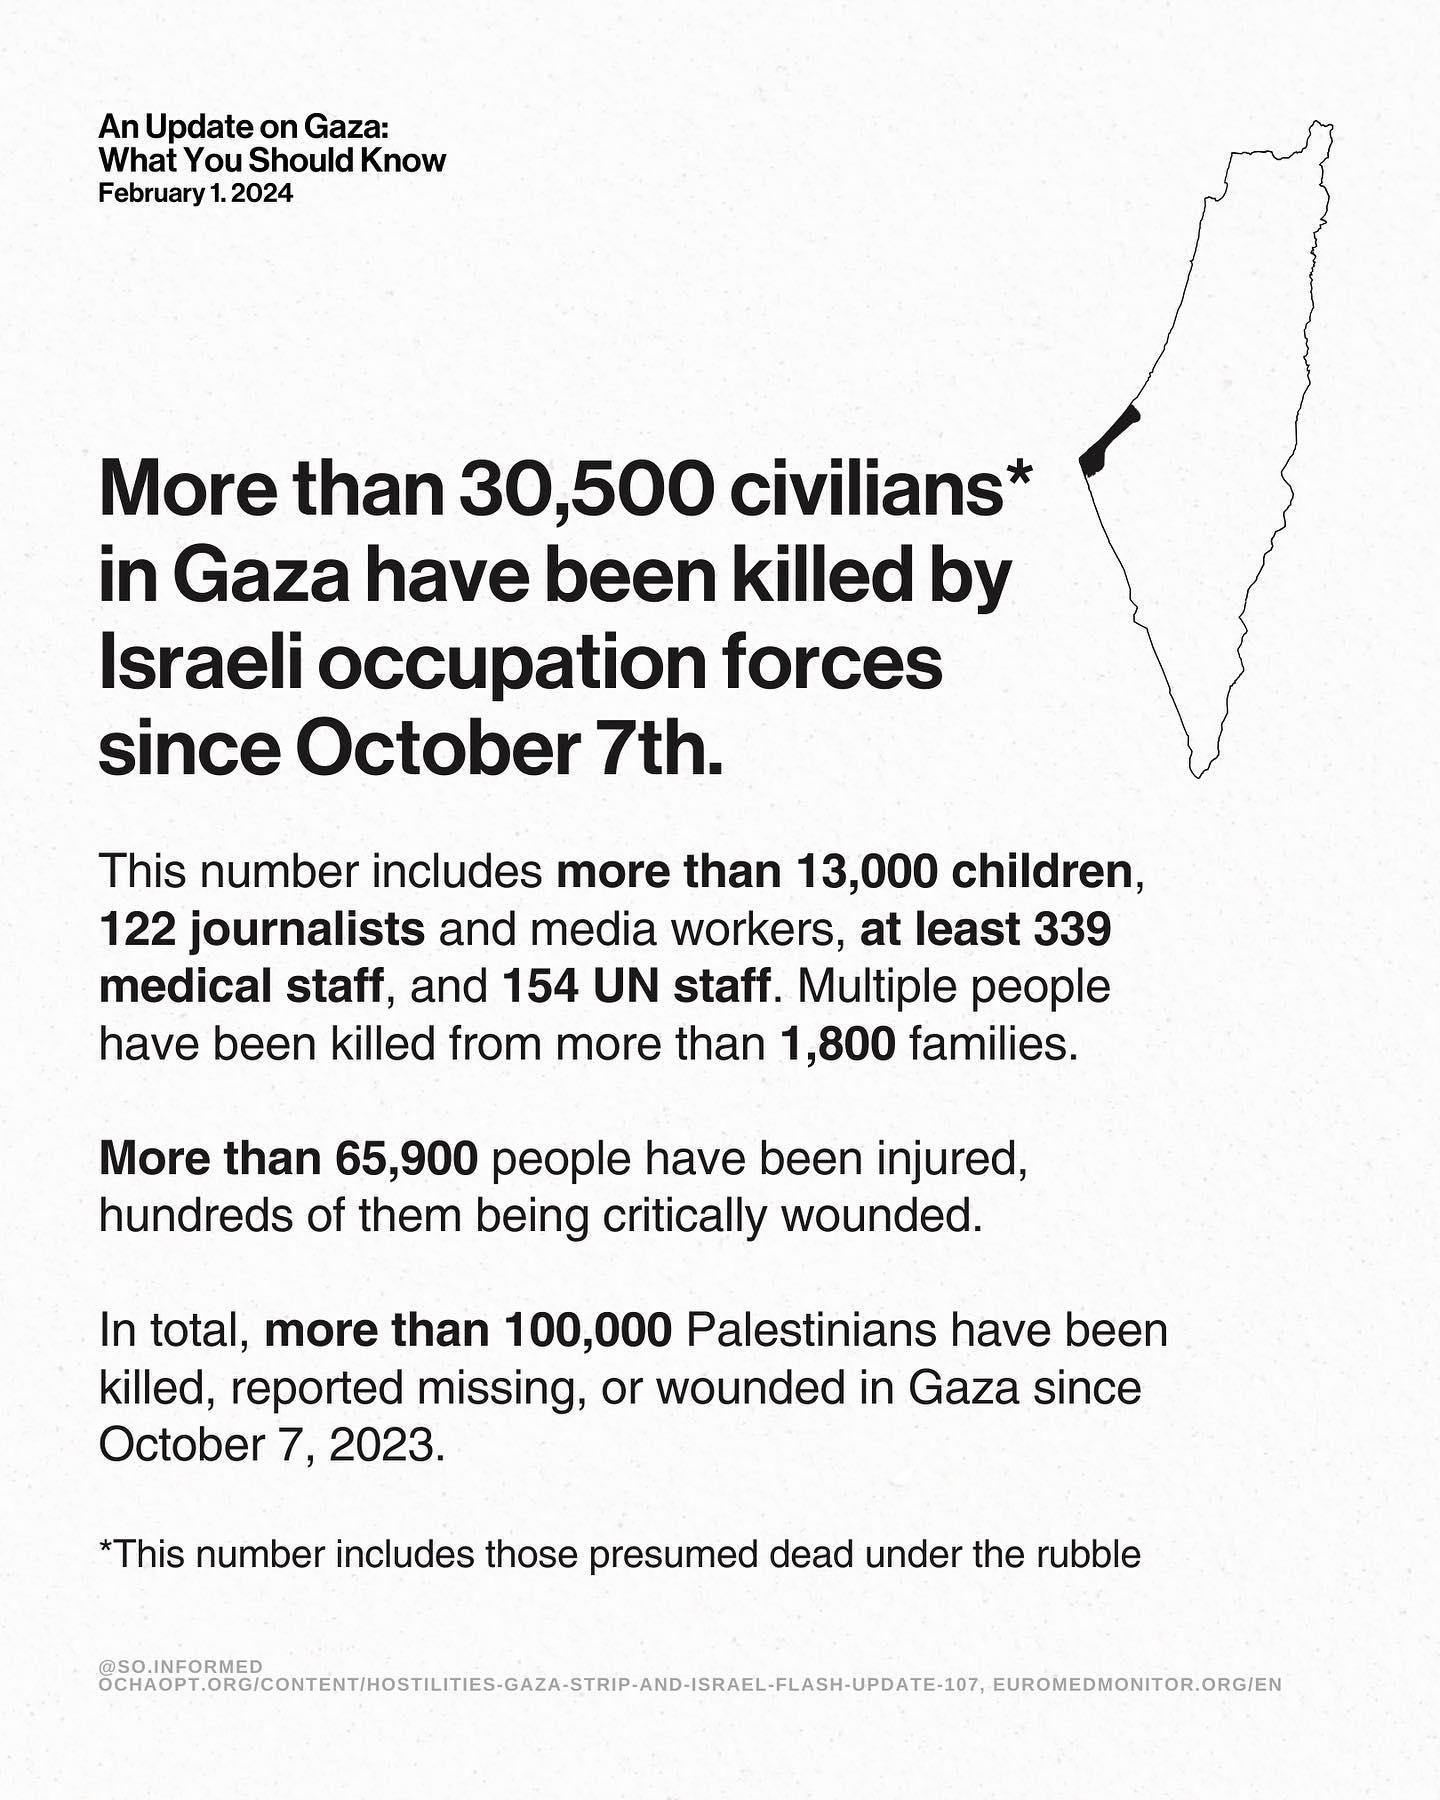 An Update on Gaza:
What You Should Know
February 1. 2024
More than 30,500 civilians*
in Gaza have been killed by
Israeli occupation forces
since October 7th.
This number includes more than 13,000 children,
122 journalists and media workers, at least 339
medical staff, and 154 UN staff. Multiple people
have been killed from more than 1,800 families.
More than 65,900 people have been injured,
hundreds of them being critically wounded.
In total, more than 100,000 Palestinians have been
killed, reported missing, or wounded in Gaza since
October 7, 2023.
*This number includes those presumed dead under the rubble
@SO.INFORMED
OCHAOPT.ORG/CONTENT/HOSTILITIES-GAZA-STRIP-AND-ISRAEL-FLASH-UPDATE-107, EUROMEDMONITOR.ORG/EN